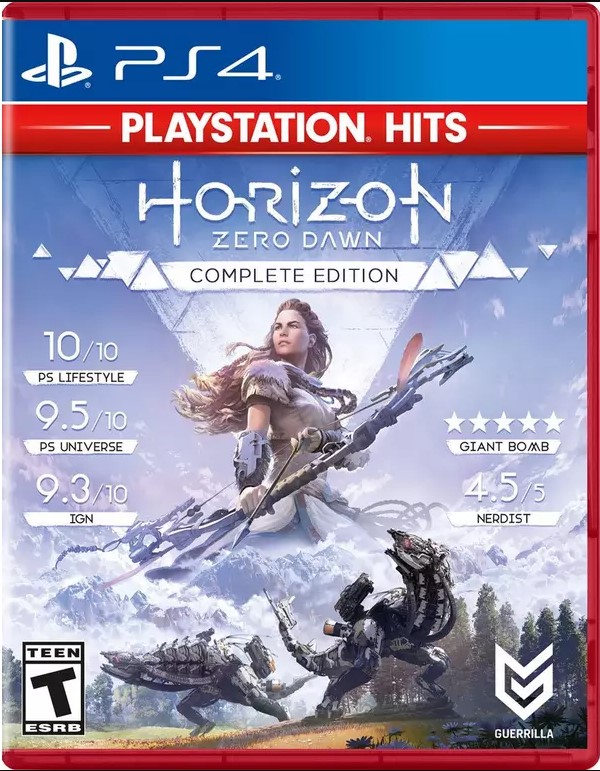 PS4
PLAYSTATION® HITS
HORIZON
ZERO DAWN
COMPLETE EDITION
10/10
PS LIFESTYLE
9.5/10
PS UNIVERSE
9.3/10
IGN
★★★★★
GIANT BOMB
4.5/5
NERDIST
TEEN
T
ESRB
GUERRILLA